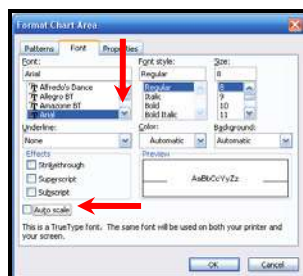 Format Chart Area
Patterns Font Properties
Font: Font style: Size:
Arial Regular 8
Alfredo's Dance Regular 8
Allegro BT Italic 9
Amazone BT Bold 10
Arial Bold Italic 11
Underline: Color: Background:
None Automatic Automatic
Effects Preview
Strikethrough
Superscript AaBbCcYyZz
Subscript
Auto scale
This is a TrueType font. The same font will be used on both your printer and
your screen.
OK Cancel